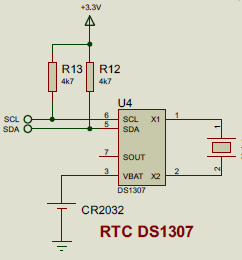 +3.3V
R13
4k7
R12
4k7
U4
SCL
SDA
6
5
7
3
SCL
SDA
SOUT
VBAT
X1
X2
1
2
1
2
DS1307
CR2032
RTC DS1307